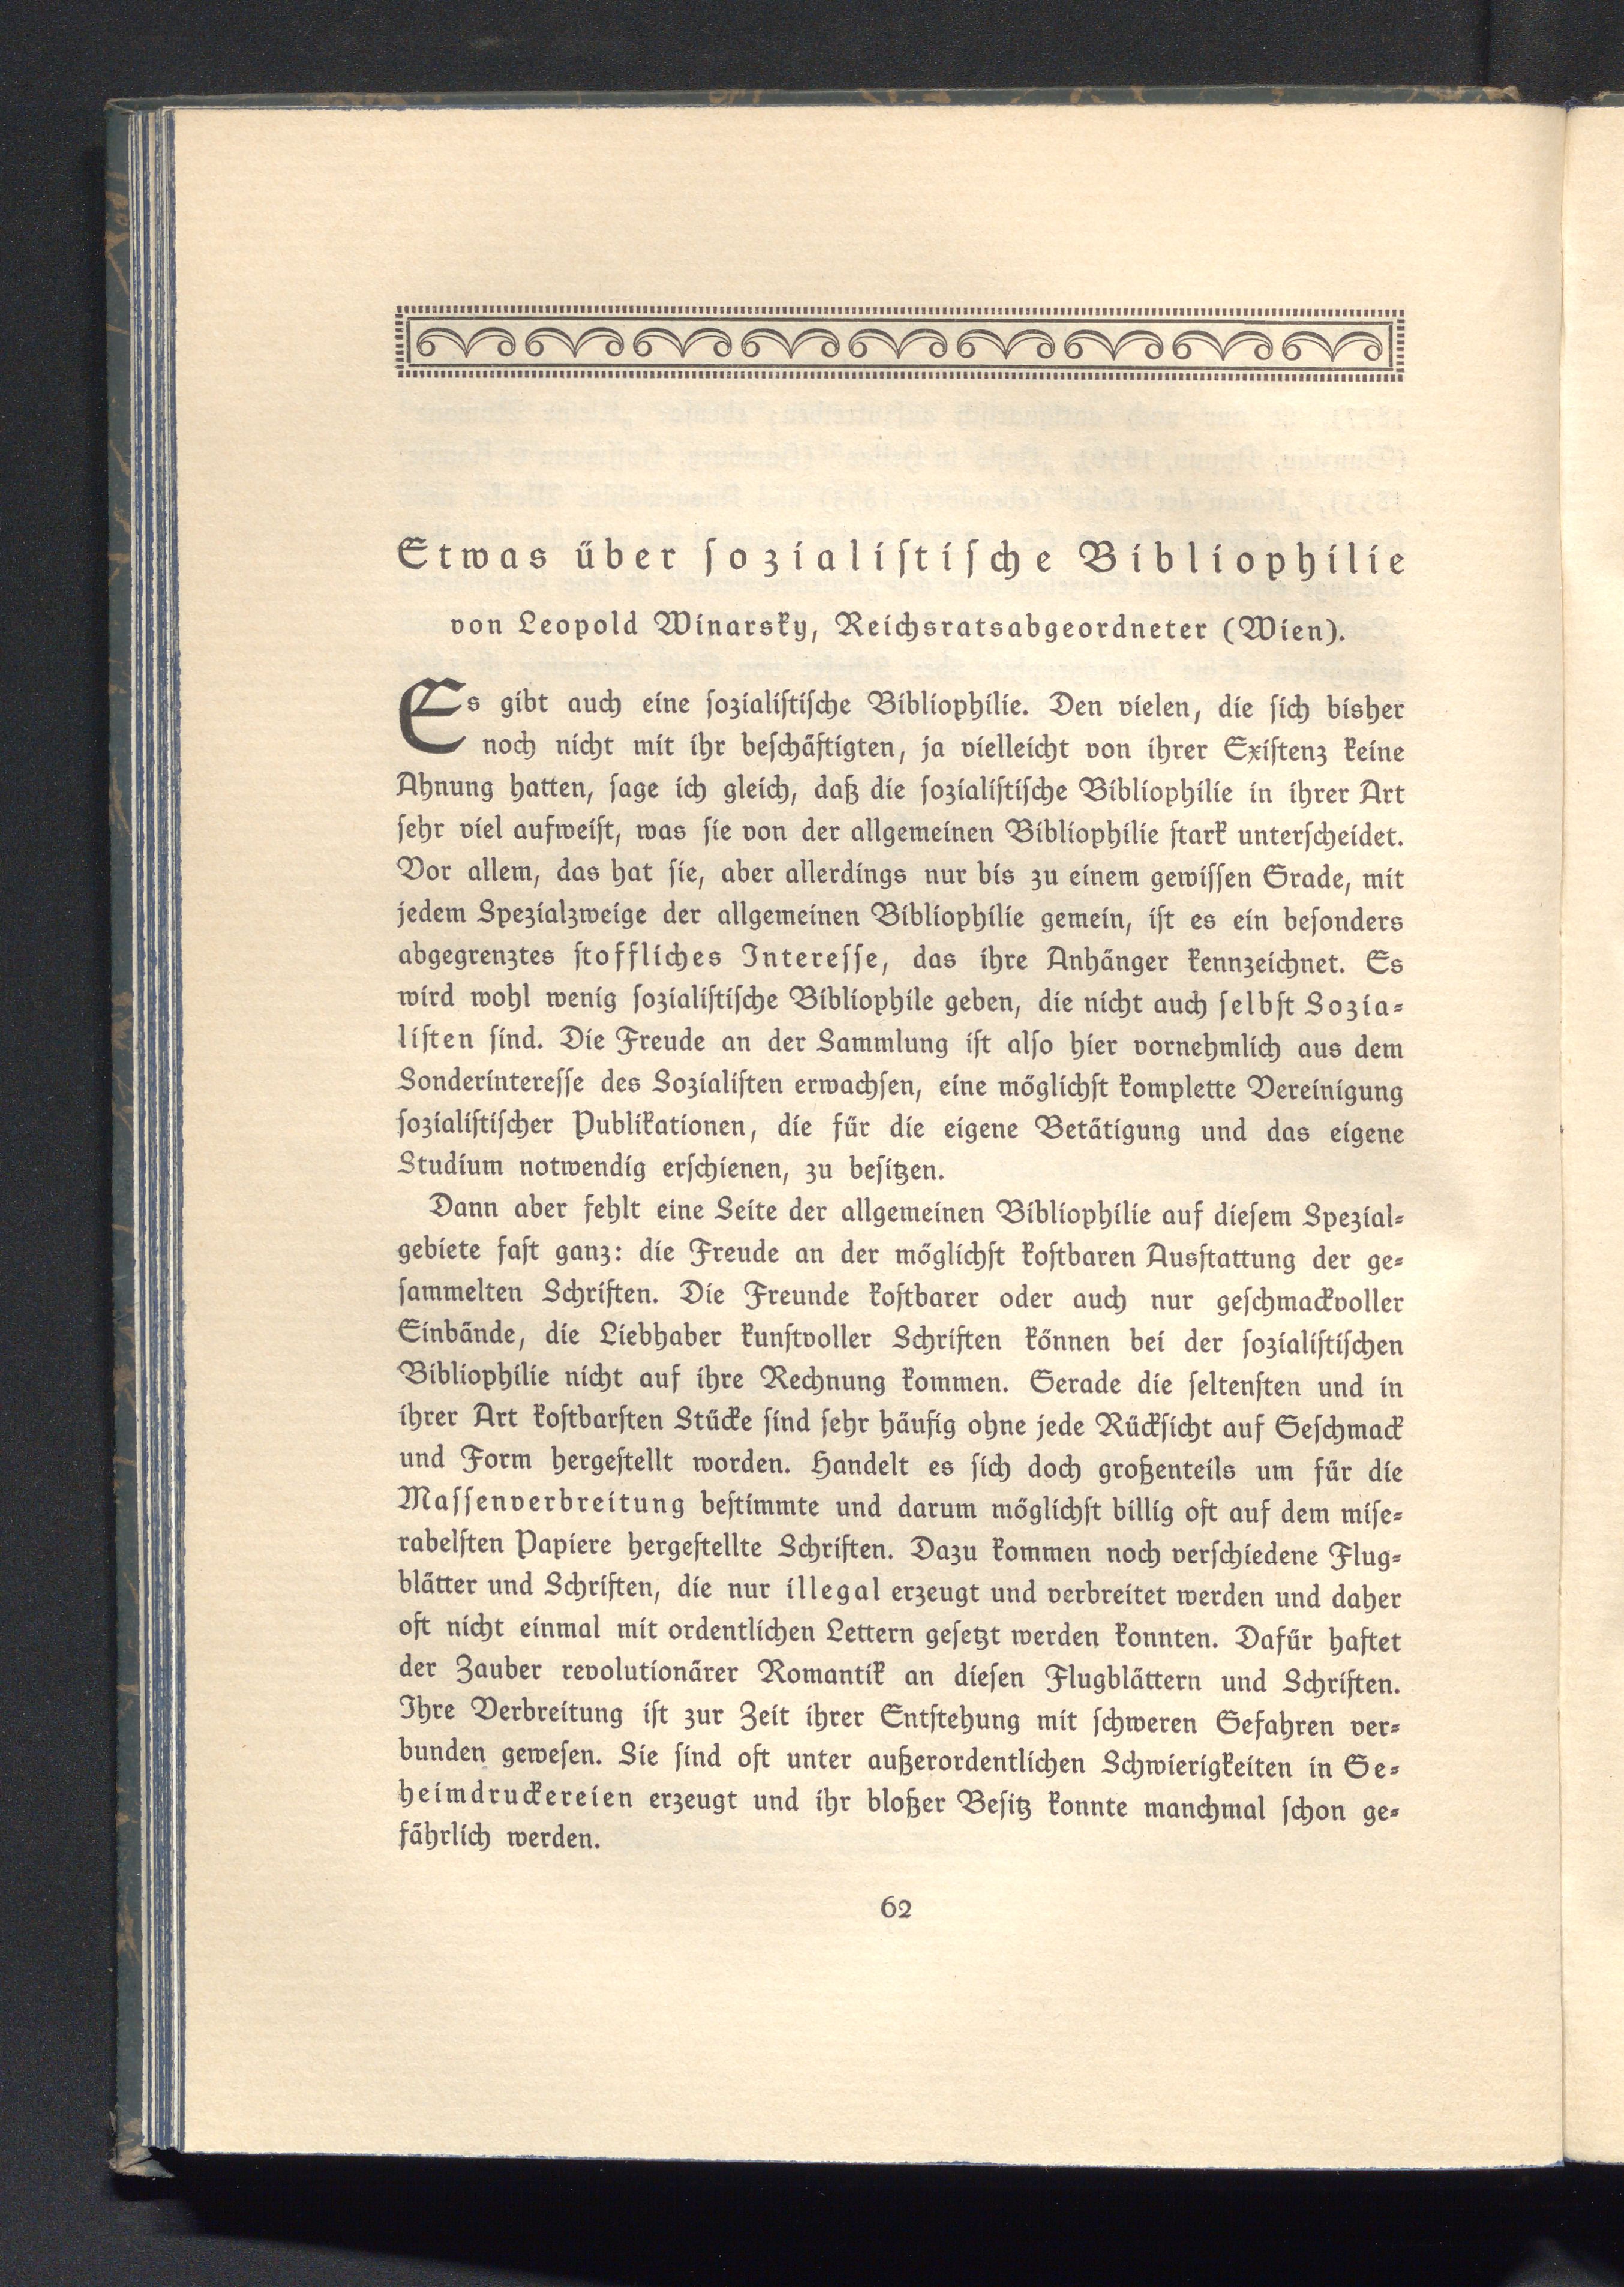 Etwas über sozialistische Bibliophilie
von Leopold Winarsky, Reichsratsabgeordneter (Wien).
Es gibt auch eine sozialistische Bibliophilie. Den vielen, die sich bisher
noch nicht mit ihr beschäftigten, ja vielleicht von ihrer Existenz keine
Ahnung hatten, sage ich gleich, daß die sozialistische Bibliophilie in ihrer Art
sehr viel aufweist, was sie von der allgemeinen Bibliophilie stark unterscheidet.
Vor allem, das hat sie, aber allerdings nur bis zu einem gewissen Grade, mit
jedem Spezialzweige der allgemeinen Bibliophilie gemein, ist es ein besonders
abgegrenztes stoffliches Interesse, das ihre Anhänger kennzeichnet. Es
wird wohl wenig sozialistische Bibliophile geben, die nicht auch selbst Sozia-
listen sind. Die Freude an der Sammlung ist also hier vornehmlich aus dem
Sonderinteresse des Sozialisten erwachsen, eine möglichst komplette Vereinigung
sozialistischer Publikationen, die für die eigene Betätigung und das eigene
Studium notwendig erschienen, zu besitzen.
Dann aber fehlt eine Seite der allgemeinen Bibliophilie auf diesem Spezial-
gebiete fast ganz: die Freude an der möglichst kostbaren Ausstattung der ge-
sammelten Schriften. Die Freunde kostbarer oder auch nur geschmackvoller
Einbände, die Liebhaber kunstvoller Schriften können bei der sozialistischen
Bibliophilie nicht auf ihre Rechnung kommen. Gerade die seltensten und in
ihrer Art kostbarsten Stücke sind sehr häufig ohne jede Rücksicht auf Geschmack
und Form hergestellt worden. Handelt es sich doch großenteils um für die
Massenverbreitung bestimmte und darum möglichst billig oft auf dem mise-
rabelsten Papiere hergestellte Schriften. Dazu kommen noch verschiedene Flug-
blätter und Schriften, die nur illegal erzeugt und verbreitet werden und daher
oft nicht einmal mit ordentlichen Lettern gesetzt werden konnten. Dafür haftet
der Zauber revolutionärer Romantik an diesen Flugblättern und Schriften.
Ihre Verbreitung ist zur Zeit ihrer Entstehung mit schweren Gefahren ver-
bunden gewesen. Sie sind oft unter außerordentlichen Schwierigkeiten in Ge-
heimdruckereien erzeugt und ihr bloßer Besitz konnte manchmal schon ge-
fährlich werden.
62